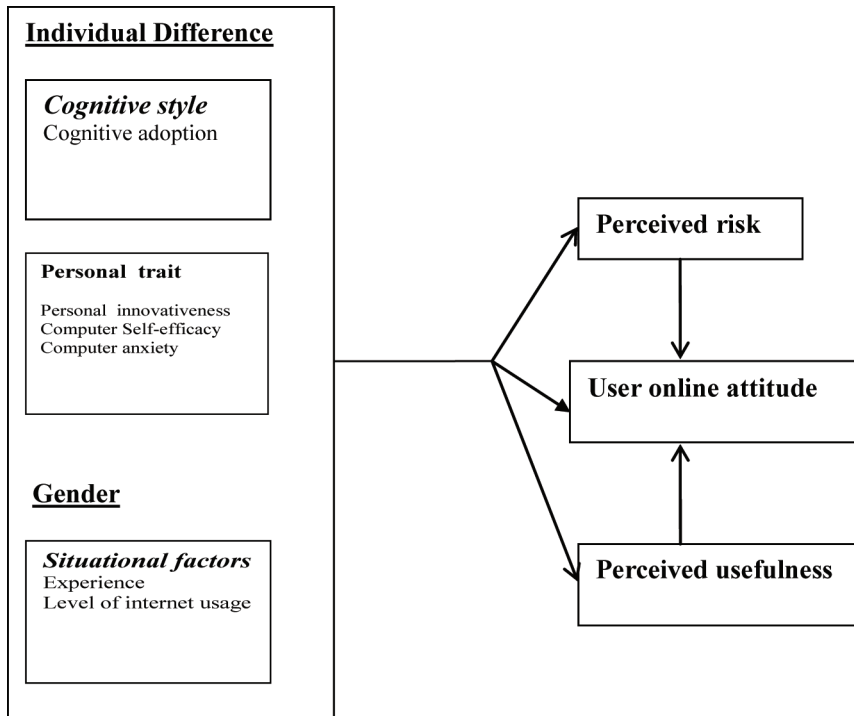 Individual Difference
Cognitive style
Cognitive adoption
Personal trait
Personal innovativeness
Computer Self-efficacy
Computer anxiety
Gender
Situational factors
Experience
Level of internet usage
Perceived risk
User online attitude
Perceived usefulness